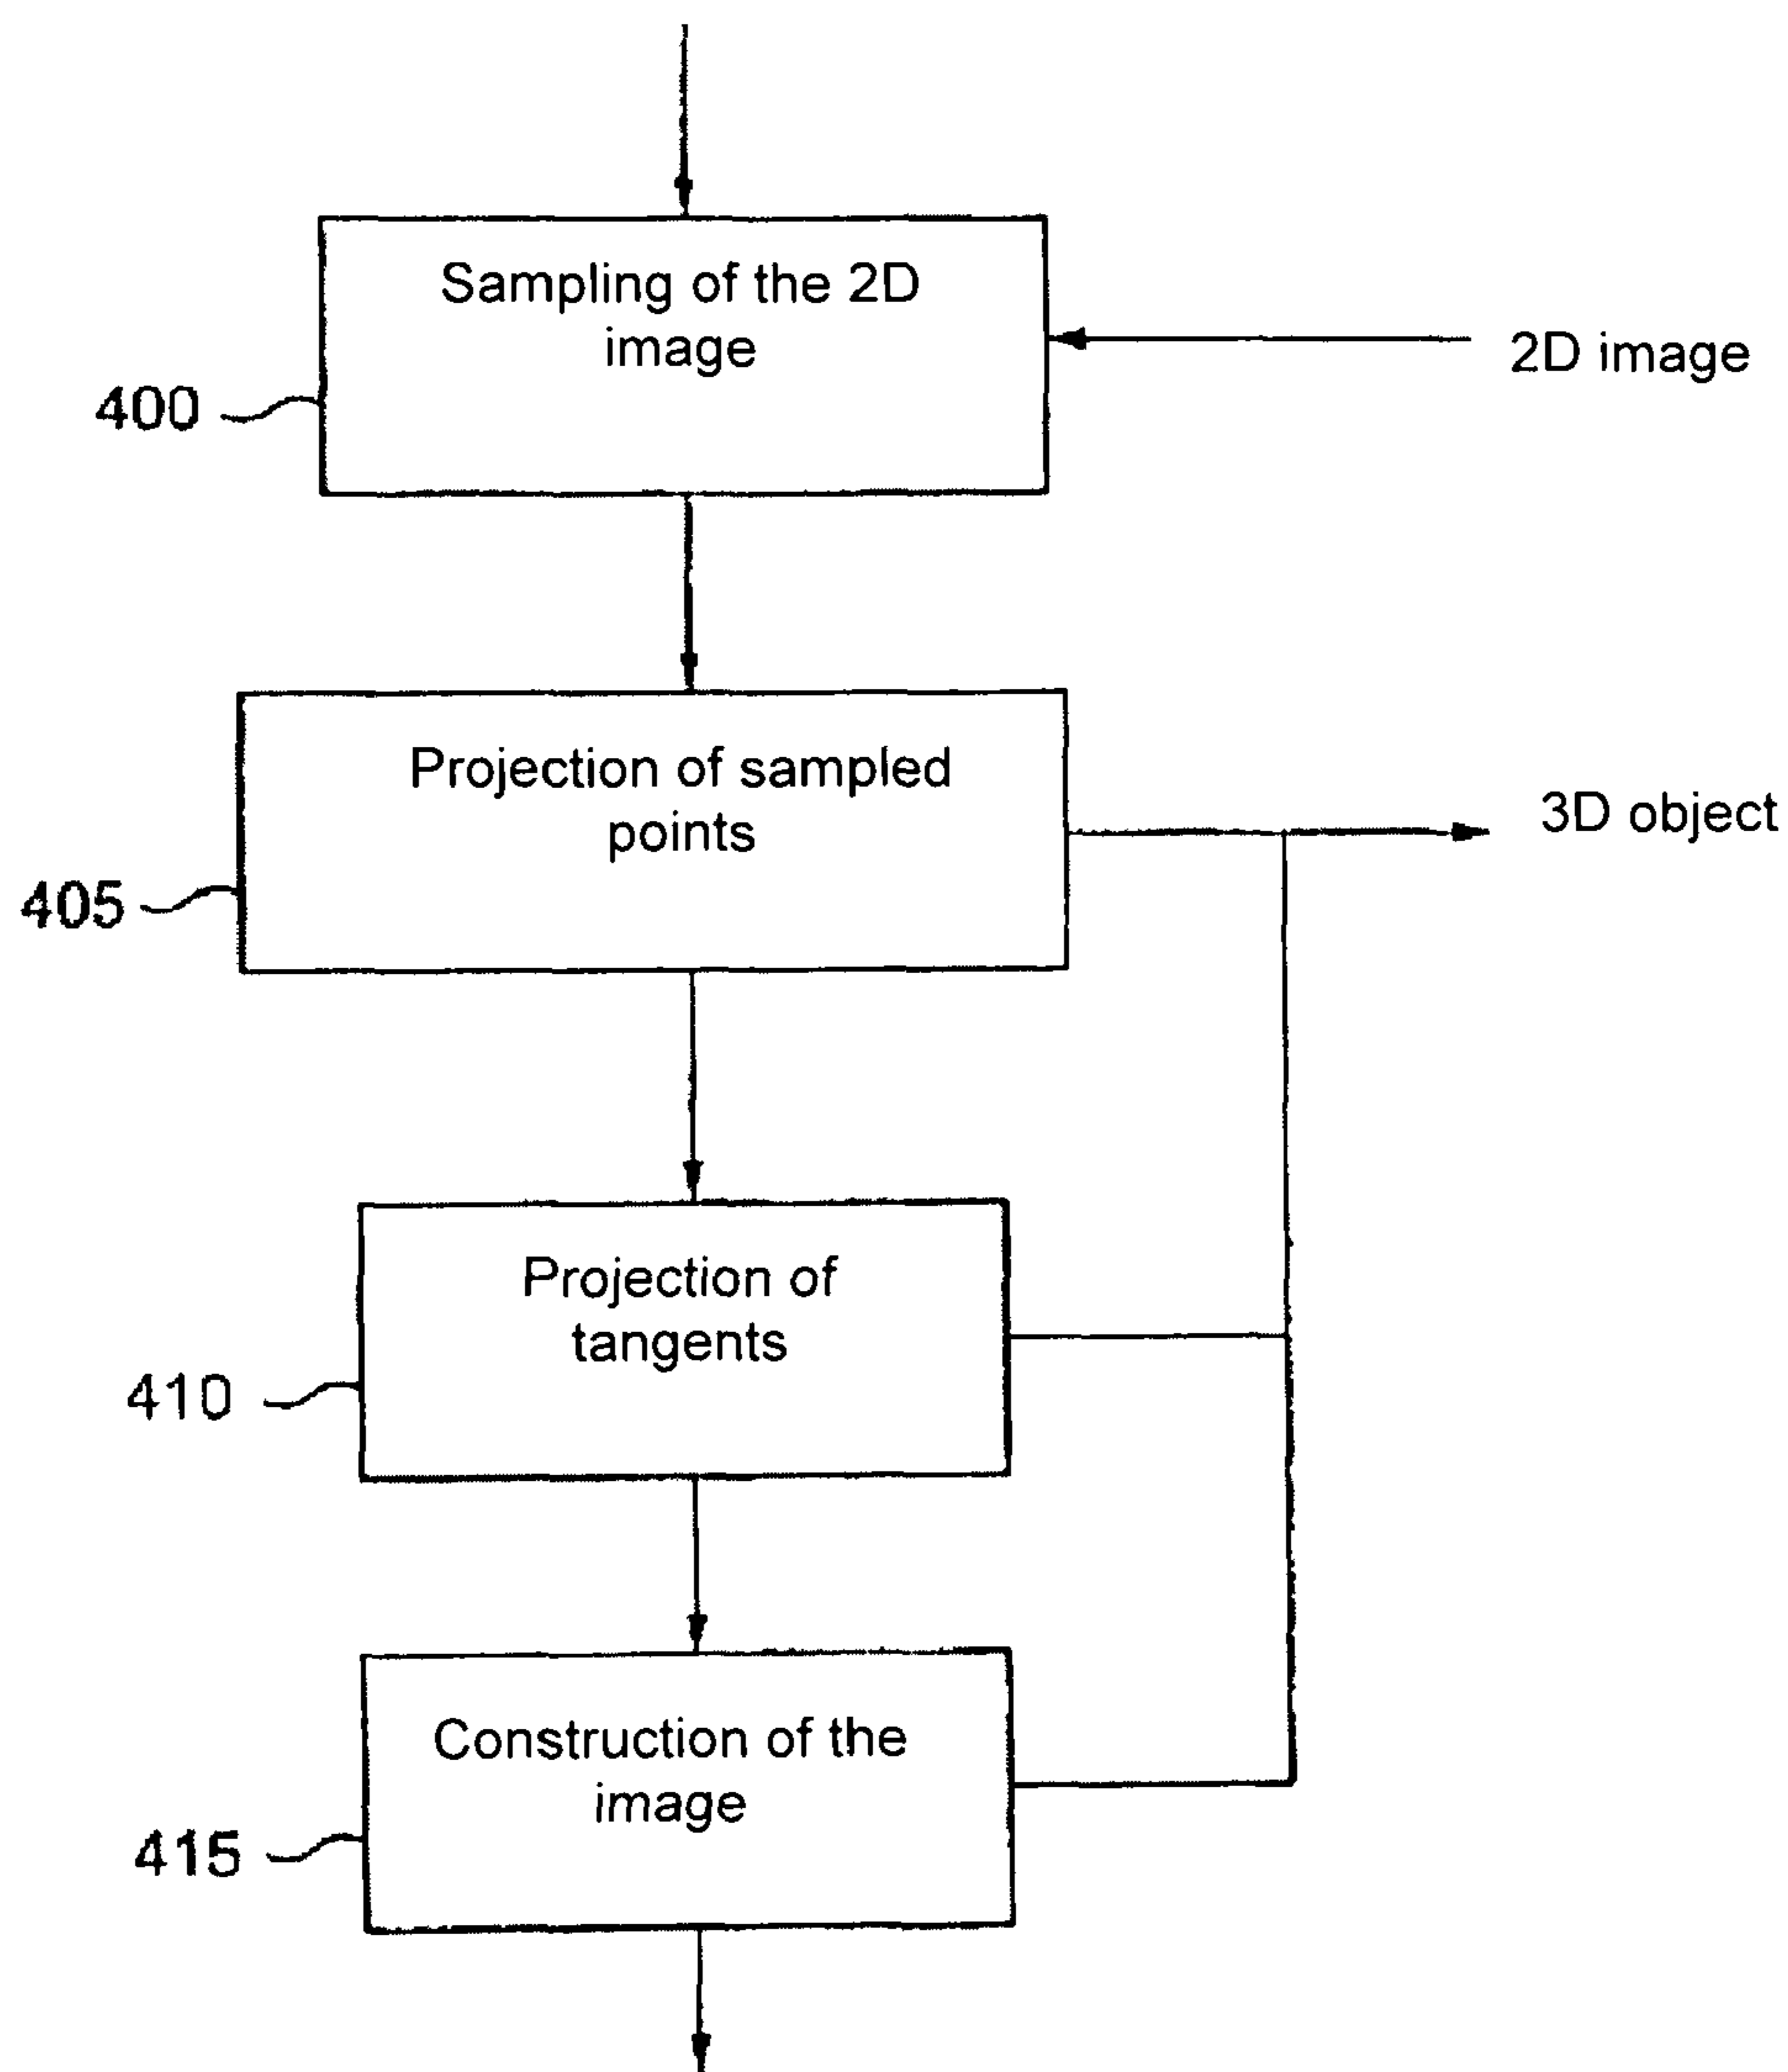 Sampling of the 2D
image
2D image
400
Projection of sampled
points
3D object
405
Projection of
tangents
410
Construction of the
image
415